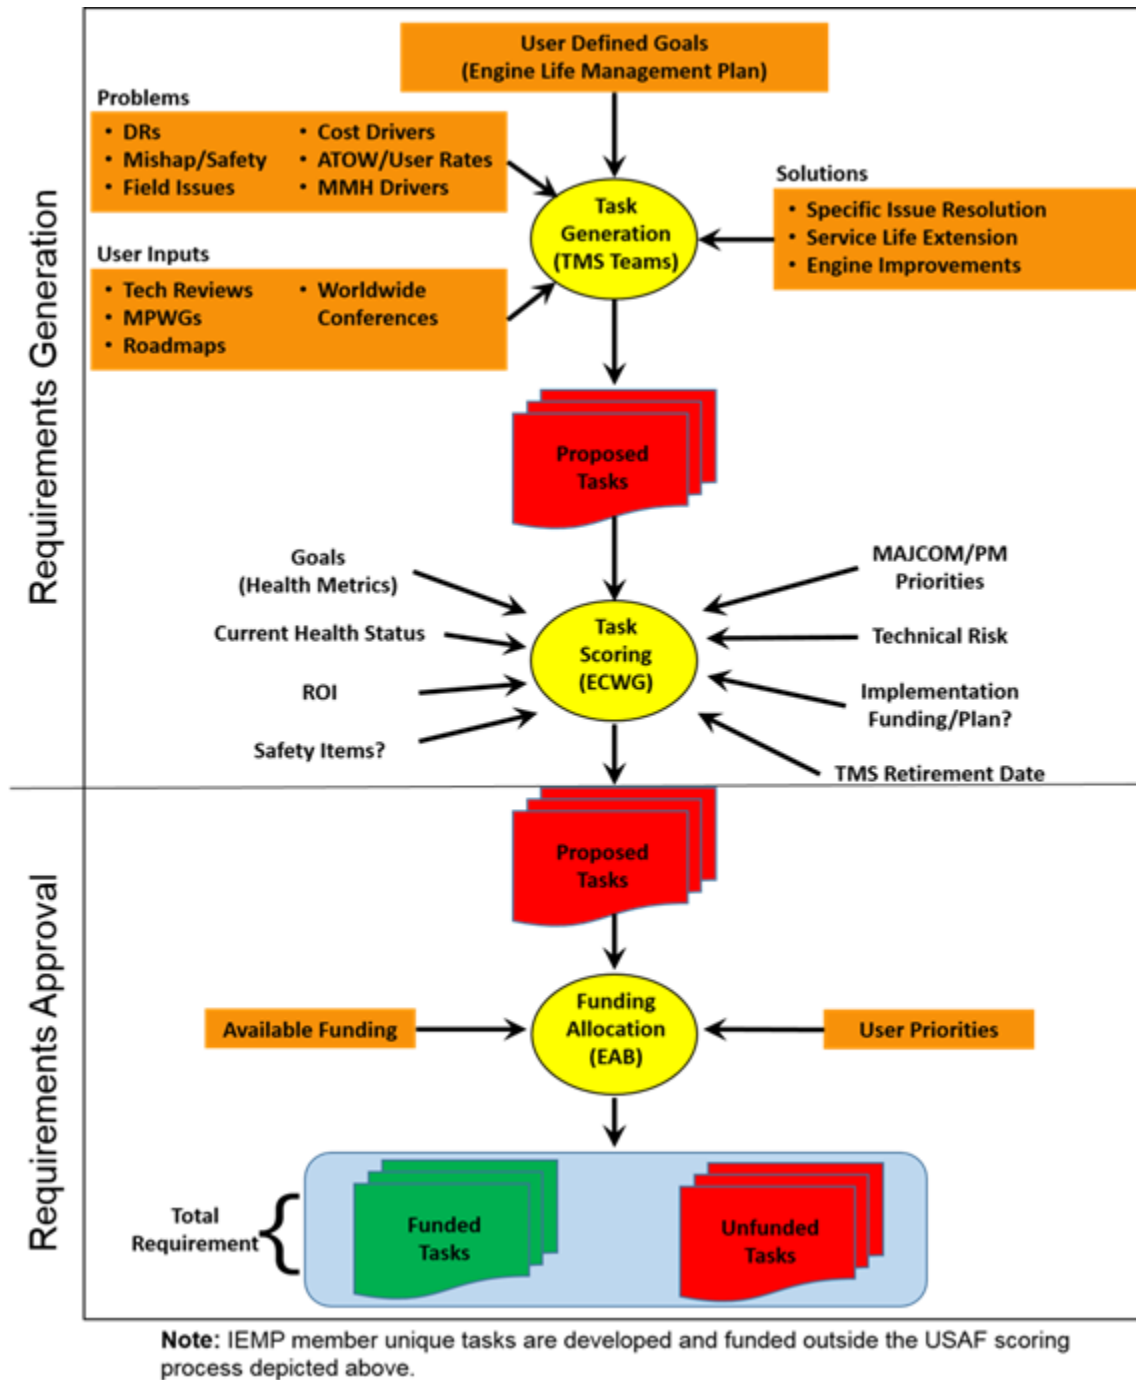 User Defined Goals
(Engine Life Management Plan)
Problems
• DRs
• Mishap/Safety
• Field Issues
• Cost Drivers
• ATOW/User Rates
• MMH Drivers
Solutions
• Specific Issue Resolution
• Service Life Extension
• Engine Improvements
Task
Generation
(TMS Teams)
User Inputs
• Tech Reviews
• MPWGs
• Roadmaps
• Worldwide
Conferences
Requirements Generation
Proposed
Tasks
Goals
(Health Metrics)
Current Health Status
ROI
Safety Items?
Task
Scoring
(ECWG)
MAJCOM/PM
Priorities
Technical Risk
Implementation
Funding/Plan?
TMS Retirement Date
Requirements Approval
Proposed
Tasks
Available Funding
Funding
Allocation
(EAB)
User Priorities
Total
Requirement
Funded
Tasks
Unfunded
Tasks
Note: IEMP member unique tasks are developed and funded outside the USAF scoring
process depicted above.